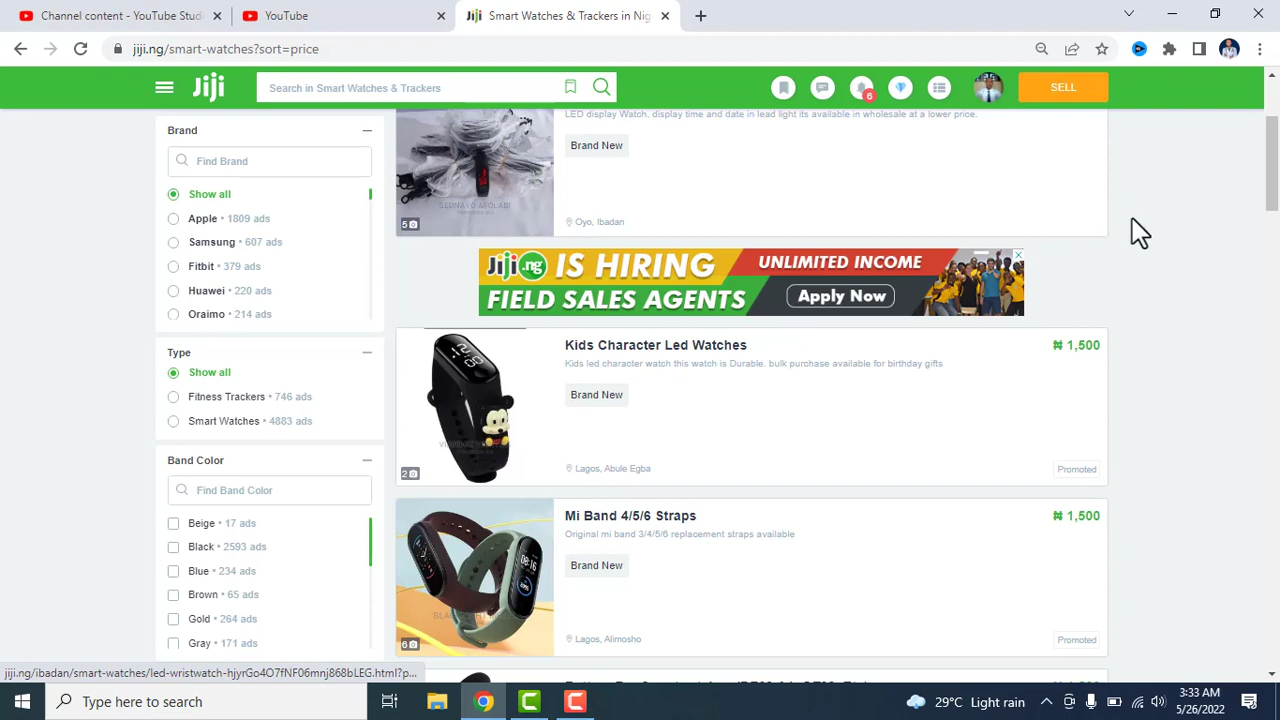 Channel content - YouTube Stud
YouTube
Jiji Smart Watches & Trackers in Nig
jiji.ng/smart-watches?sort=price
Jiji
Search in Smart Watches & Trackers
6
SELL
Brand
Find Brand
Show all
Apple • 1809 ads
Samsung • 607 ads
Fitbit • 379 ads
Huawei • 220 ads
Oraimo • 214 ads
Type
Show all
Fitness Trackers • 746 ads
Smart Watches • 4883 ads
Band Color
Find Band Color
Beige • 17 ads
Black • 2593 ads
Blue • 234 ads
Brown • 65 ads
Gold • 264 ads
Gray • 171 ads
LED display Watch. display time and date in lead light its available in wholesale at a lower price.
Brand New
5
Oyo, Ibadan
Jiji.ng IS HIRING
FIELD SALES AGENTS
UNLIMITED INCOME
Apply Now
Kids Character Led Watches
₦ 1,500
Kids led character watch this watch is Durable. bulk purchase available for birthday gifts
Brand New
2
Lagos, Abule Egba
Promoted
Mi Band 4/5/6 Straps
₦ 1,500
Original mi band 3/4/5/6 replacement straps available
Brand New
6
Lagos, Alimosho
Promoted
jiji.ng/ibadan/smart-watches/led-wristwatch-hjyrGo4O7fNF06mnj868bLEG.html?p...
Type here to search
29°C Light rain
3:33 AM
5/26/2022